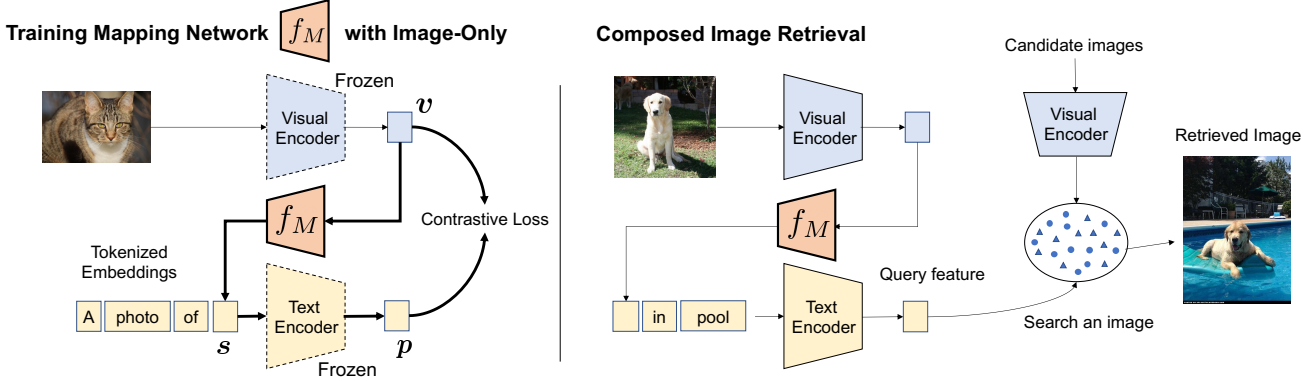 Training Mapping Network f_M with Image-Only
Frozen
v
Visual
Encoder
f_M
Contrastive Loss
Tokenized
Embeddings
A photo of
s
Text
Encoder
p
Frozen
Composed Image Retrieval
Visual
Encoder
f_M
in pool
Text
Encoder
Query feature
Candidate images
Visual
Encoder
Retrieved Image
Search an image